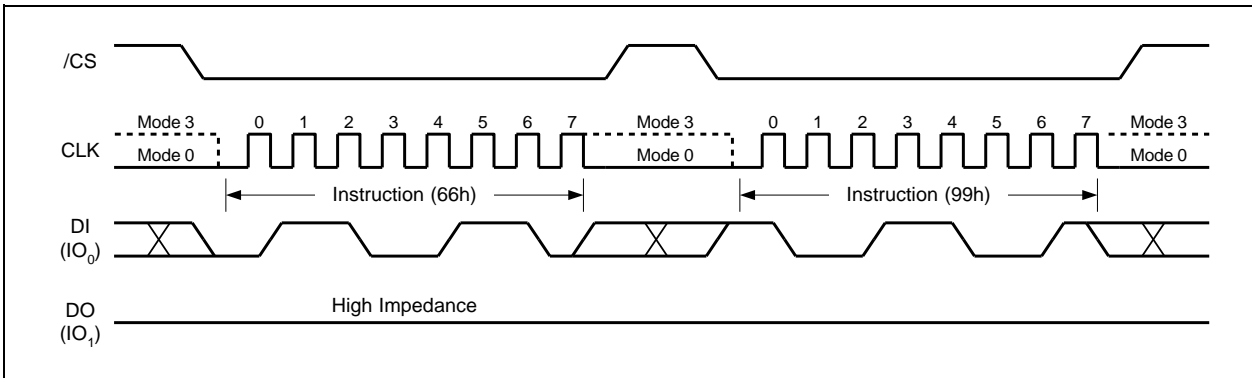 /CS
Mode 3 0 1 2 3 4 5 6 7 Mode 3 0 1 2 3 4 5 6 7 Mode 3
CLK
Mode 0 Mode 0 Mode 0
Instruction (66h) Instruction (99h)
DI
(IO0)
High Impedance
DO
(IO1)